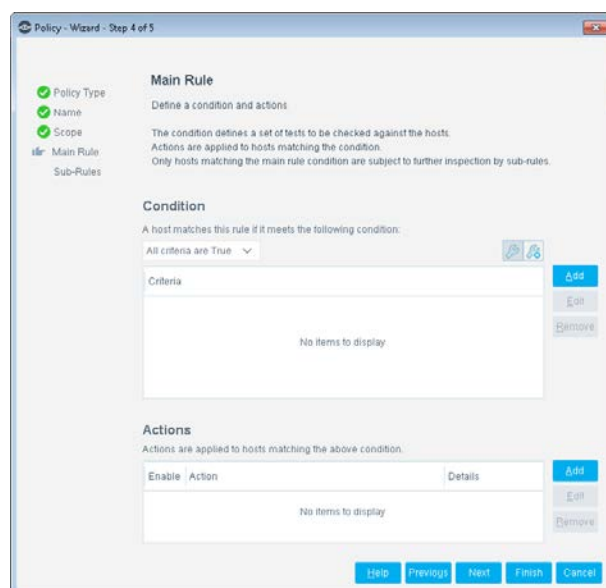 Policy - Wizard - Step 4 of 5
Policy Type
Name
Scope
Main Rule
Sub-Rules
Main Rule
Define a condition and actions
The condition defines a set of tests to be checked against the hosts.
Actions are applied to hosts matching the condition.
Only hosts matching the main rule condition are subject to further inspection by sub-rules.
Condition
A host matches this rule if it meets the following condition:
All criteria are True
Criteria
No items to display
Add
Edit
Remove
Actions
Actions are applied to hosts matching the above condition.
Enable Action Details
No items to display
Add
Edit
Remove
Help Previous Next Finish Cancel